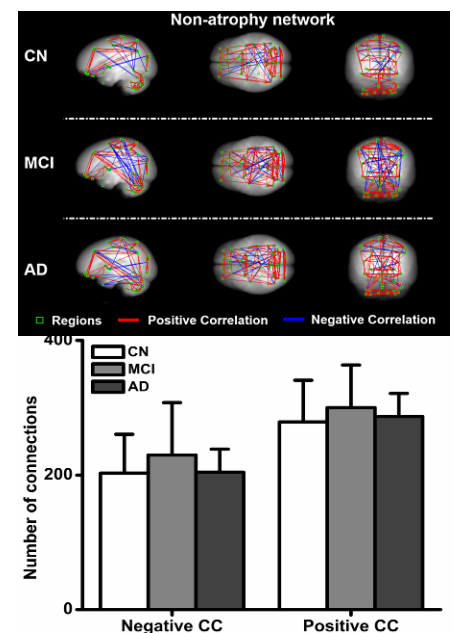 Non-atrophy network
CN
MCI
AD
Regions Positive Correlation Negative Correlation
400
CN
MCI
AD
200
0
Number of connections
Negative CC Positive CC